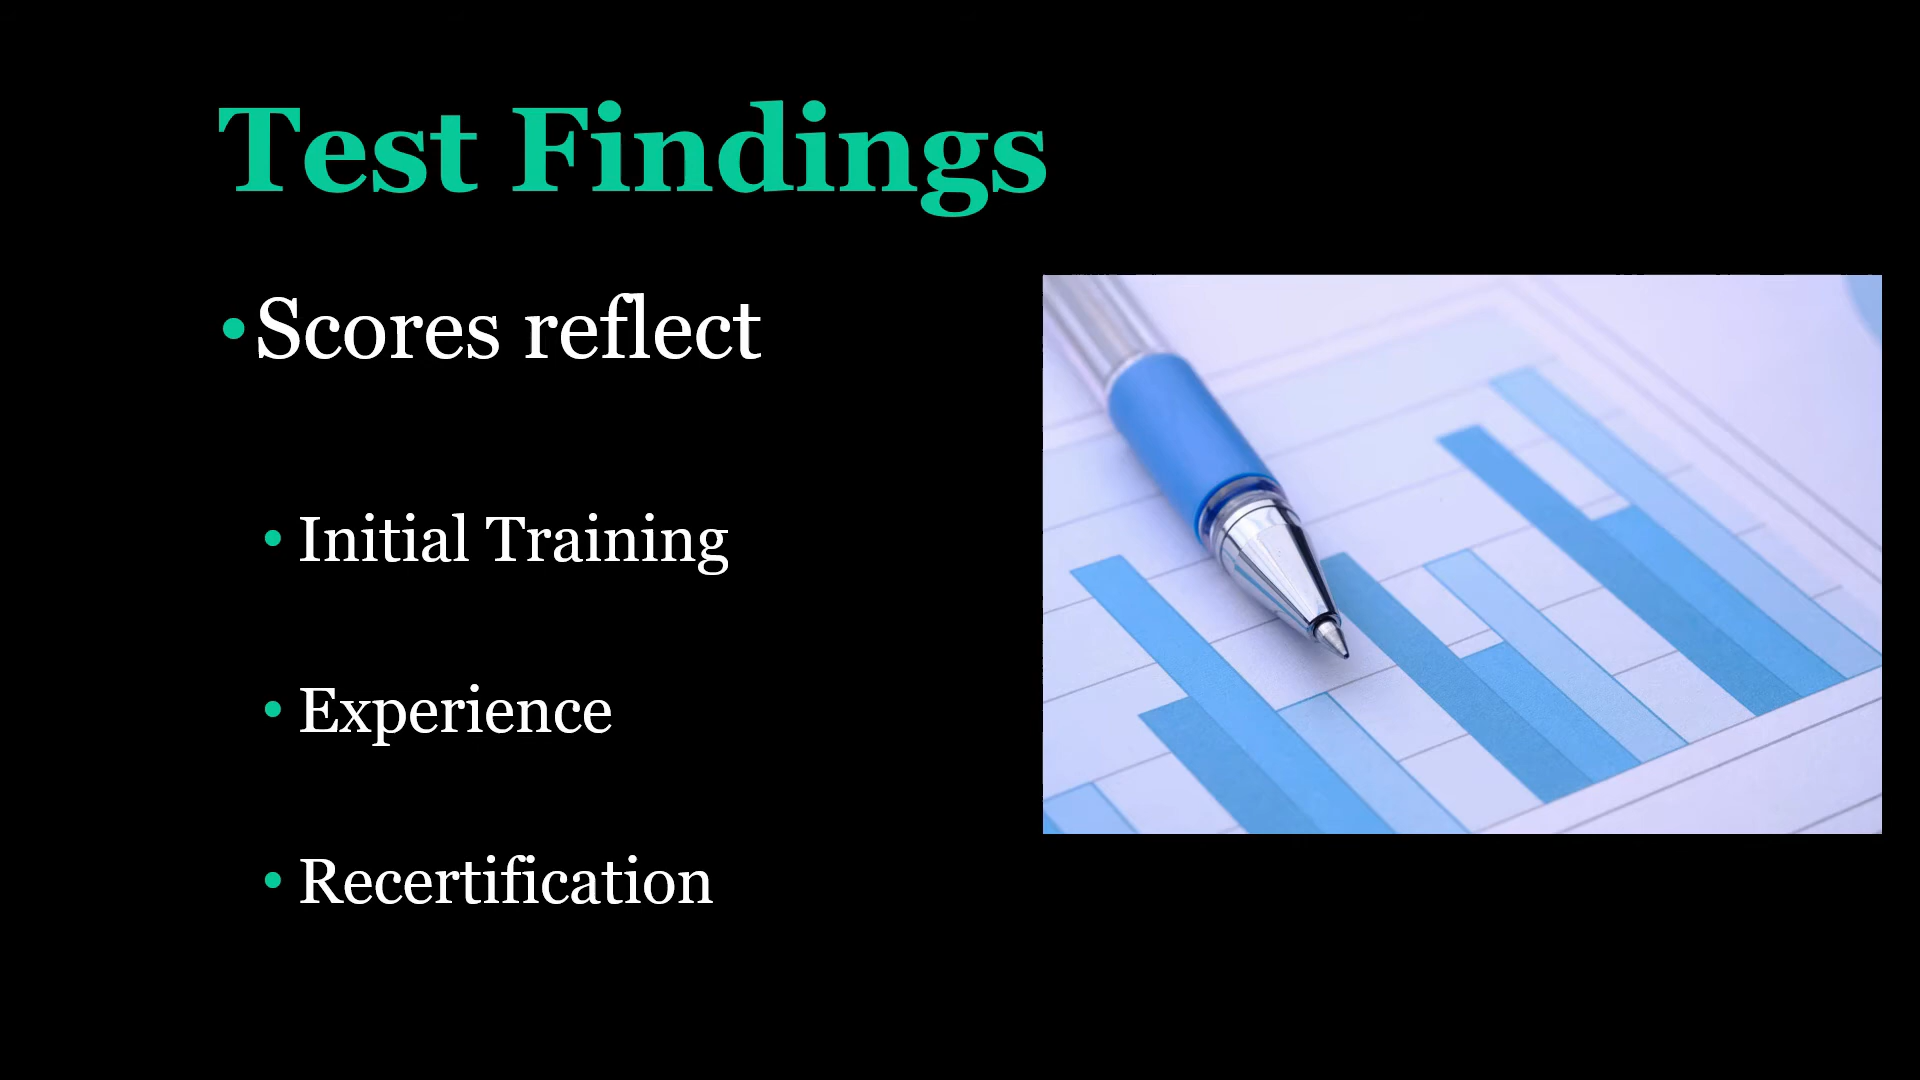 Test Findings
•Scores reflect
• Initial Training
• Experience
• Recertification